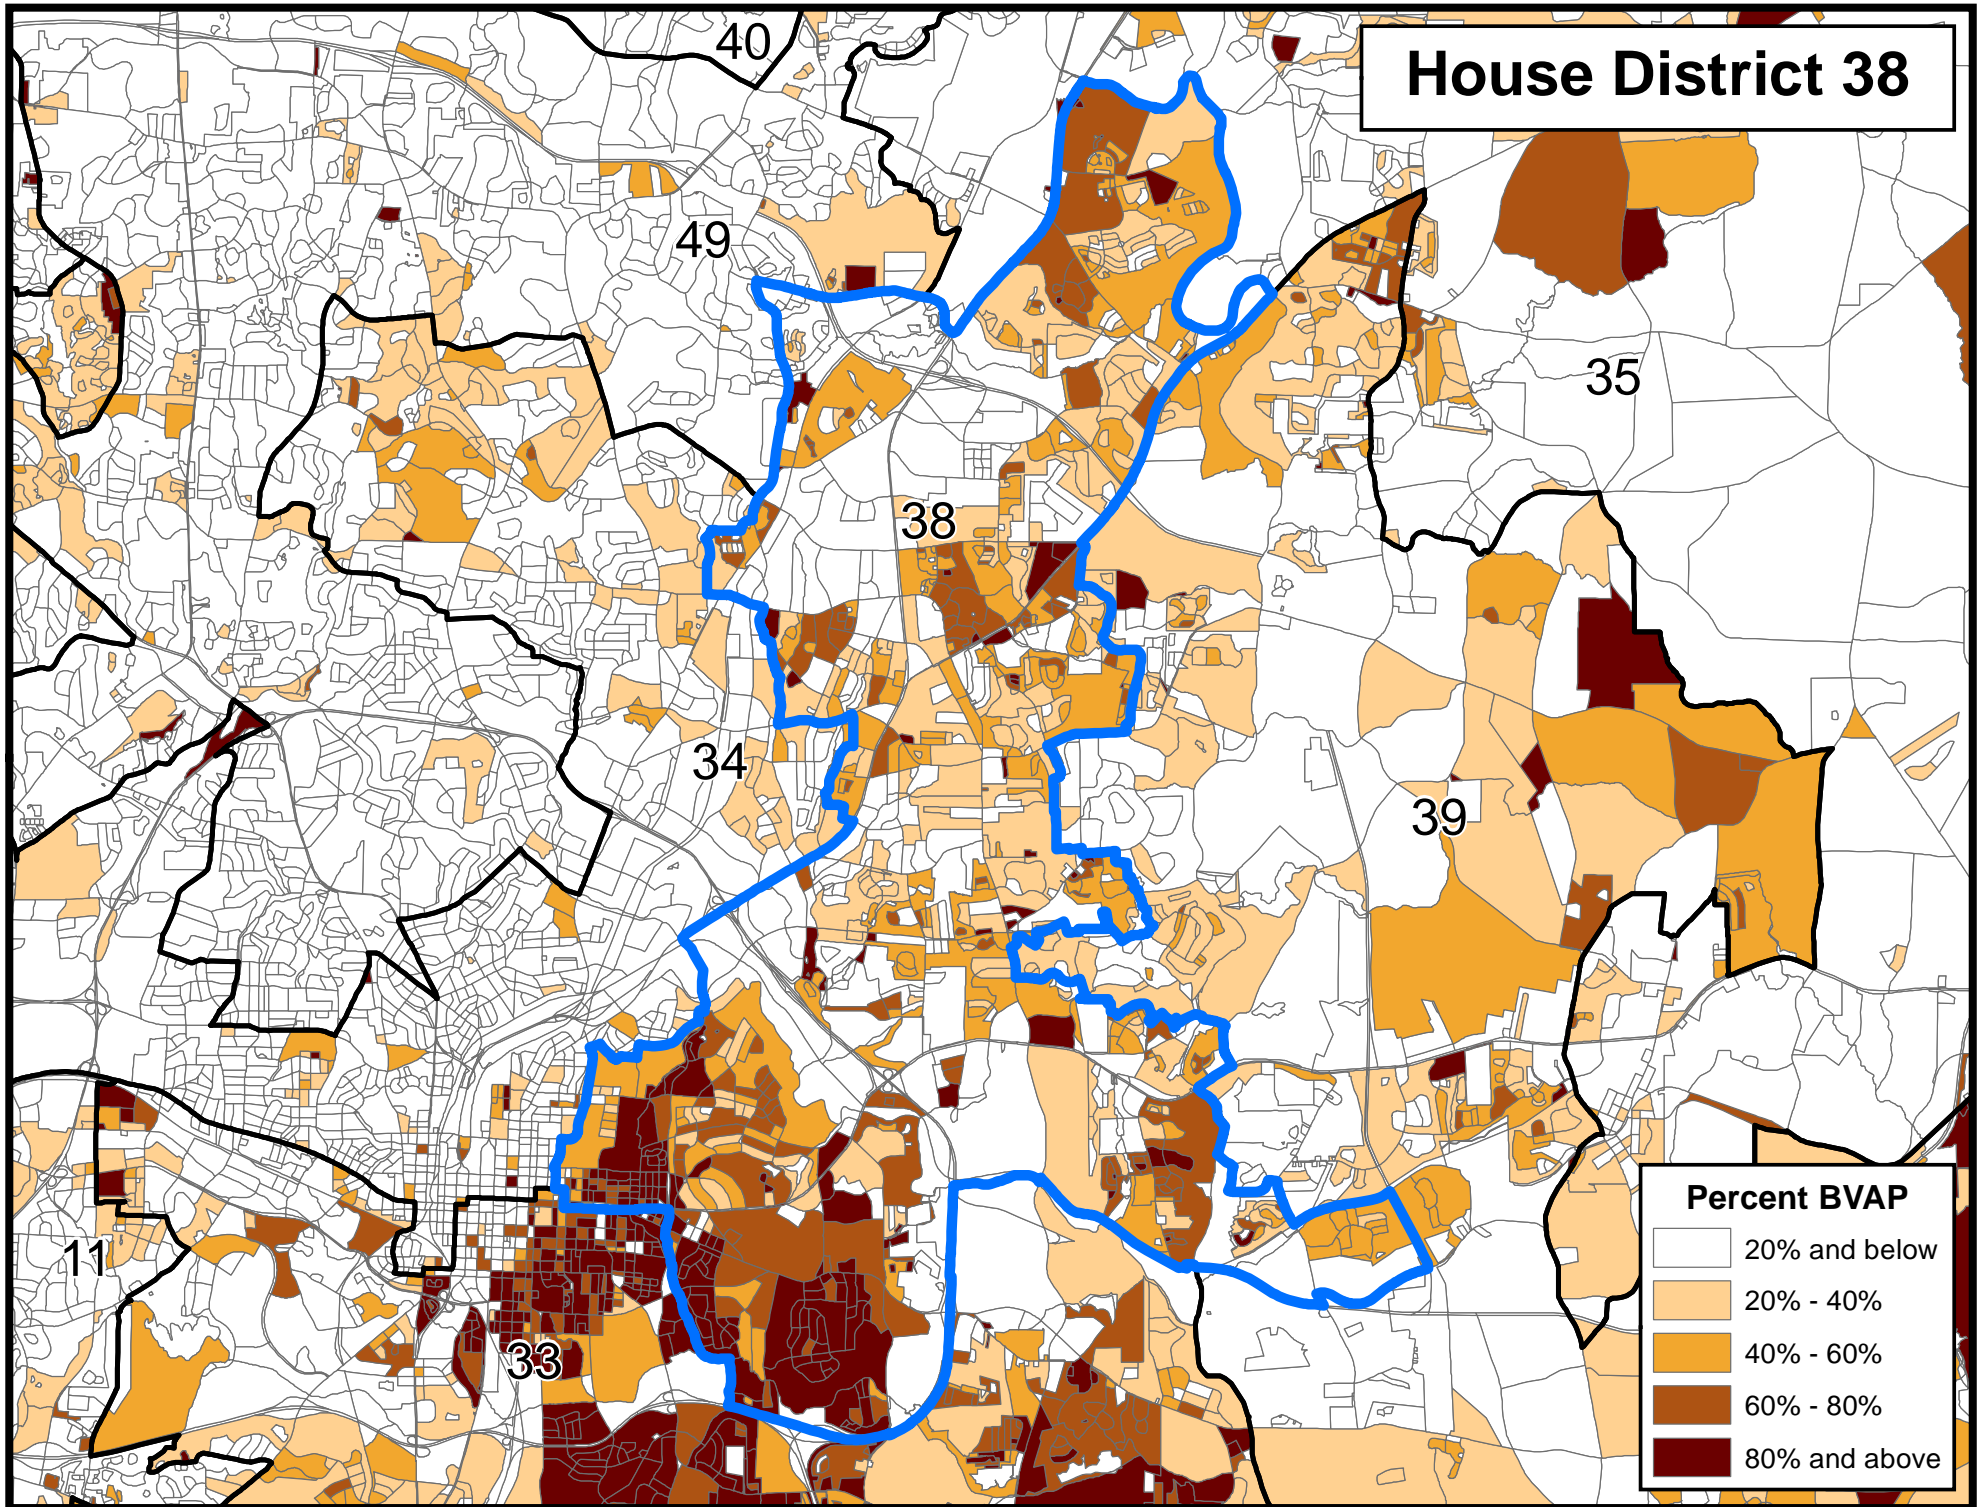 40
House District 38
49
35
38
34
39
11
33
Percent BVAP
20% and below
20% - 40%
40% - 60%
60% - 80%
80% and above